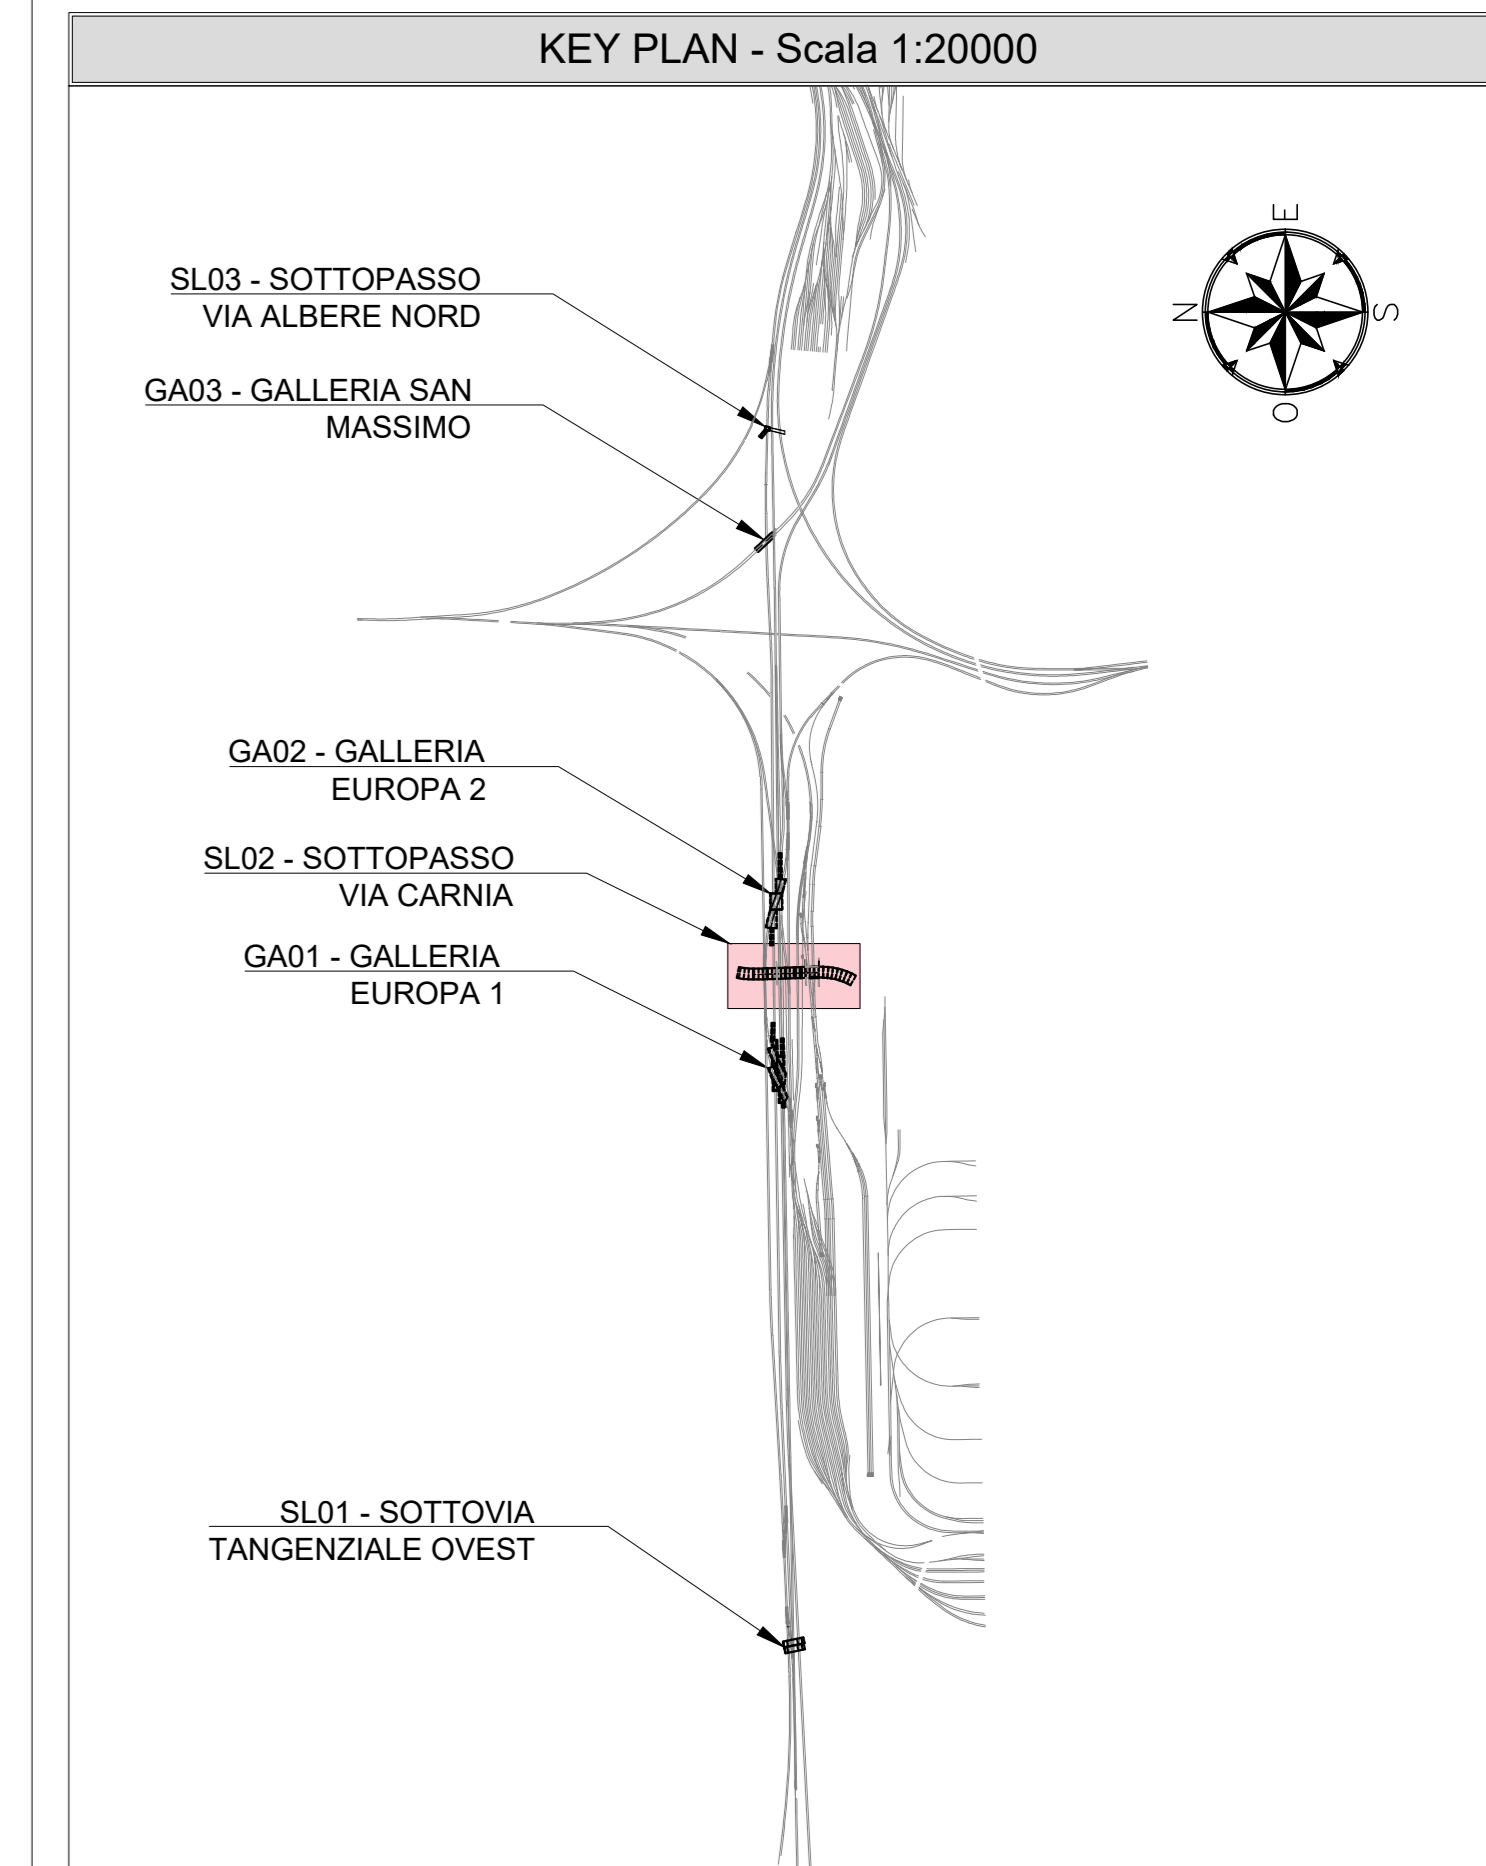 KEY PLAN - Scala 1:20000
E
N
S
O
SL03 - SOTTOPASSO
VIA ALBERE NORD
GA03 - GALLERIA SAN
MASSIMO
GA02 - GALLERIA
EUROPA 2
SL02 - SOTTOPASSO
VIA CARNIA
GA01 - GALLERIA
EUROPA 1
SL01 - SOTTOVIA
TANGENZIALE OVEST